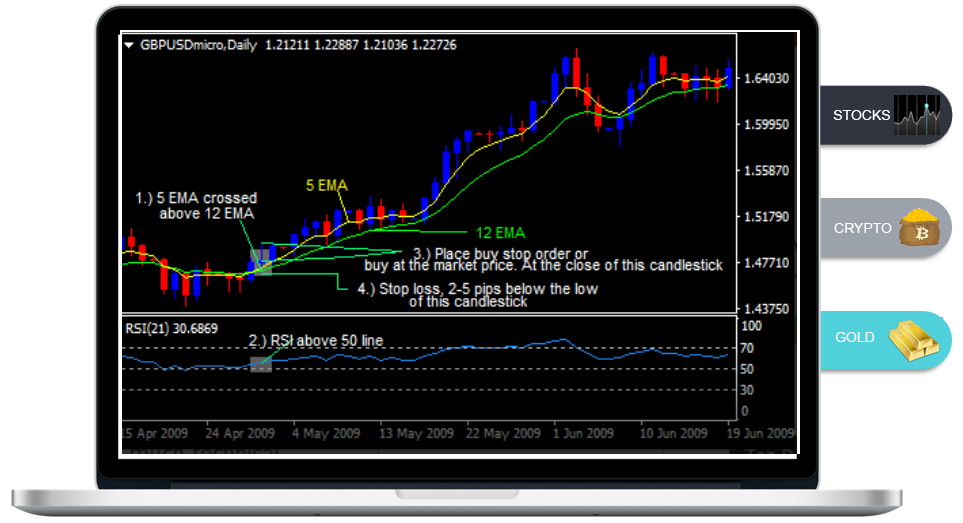 GBPUSDmicro,Daily 1.21211 1.22887 1.21036 1.22726
1.64030
1.59950
1.55870
1.51790
1.47710
1.43750
5 EMA
1.) 5 EMA crossed
above 12 EMA
12 EMA
3.) Place buy stop order or
buy at the market price. At the close of this candlestick
4.) Stop loss, 2-5 pips below the low
of this candlestick
RSI(21) 30.6869
2.) RSI above 50 line
100
70
50
30
0
15 Apr 2009 24 Apr 2009 4 May 2009 13 May 2009 22 May 2009 1 Jun 2009 10 Jun 2009 19 Jun 2009
STOCKS
CRYPTO
B
GOLD